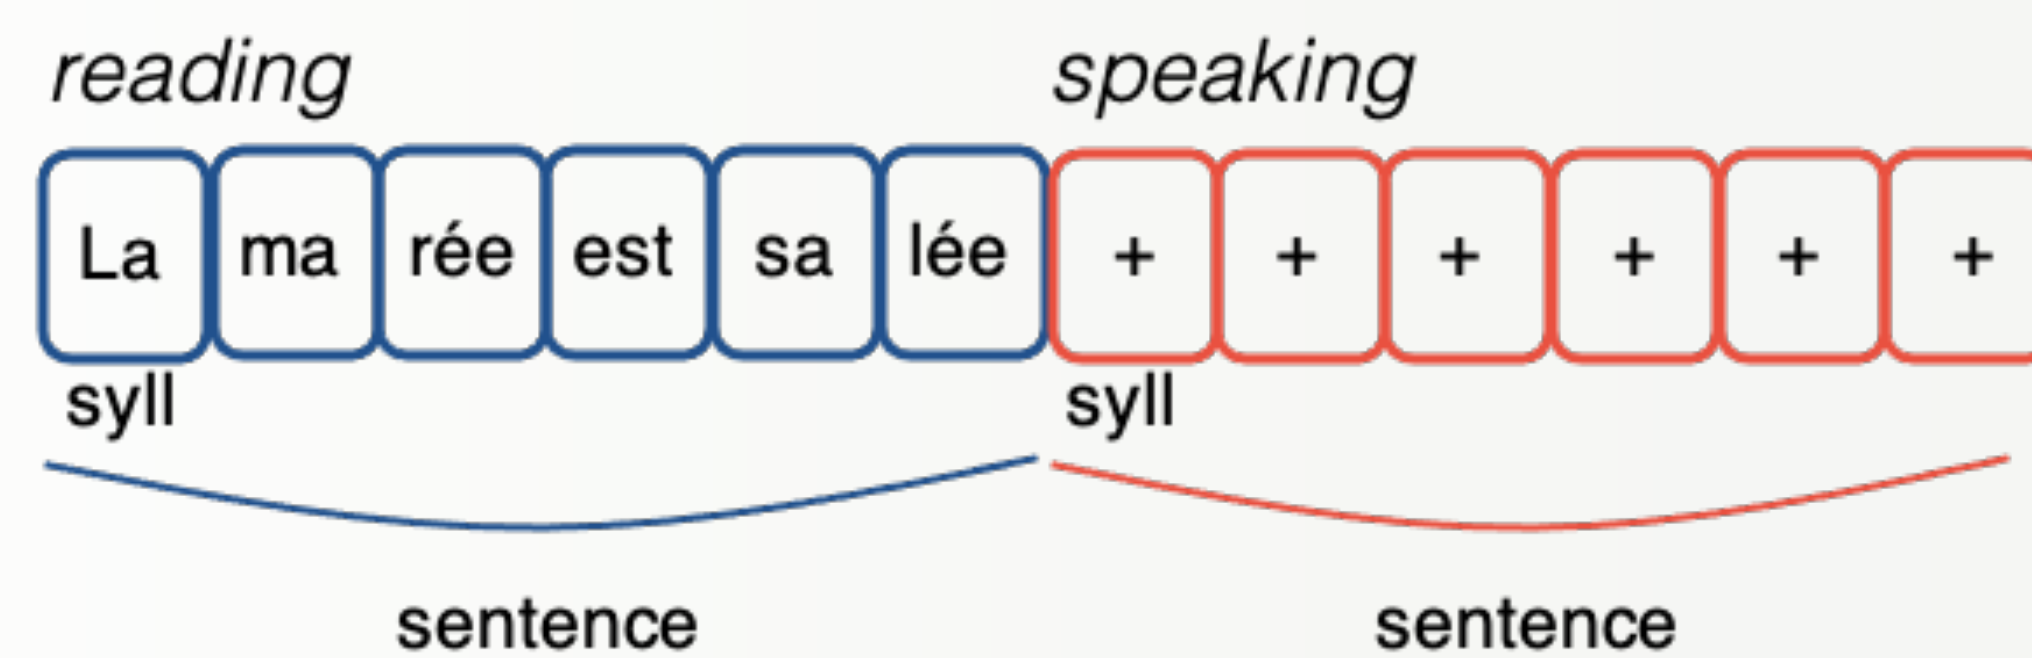 reading speaking
La ma rée est sa lée + + + + + +
syll syll
sentence sentence